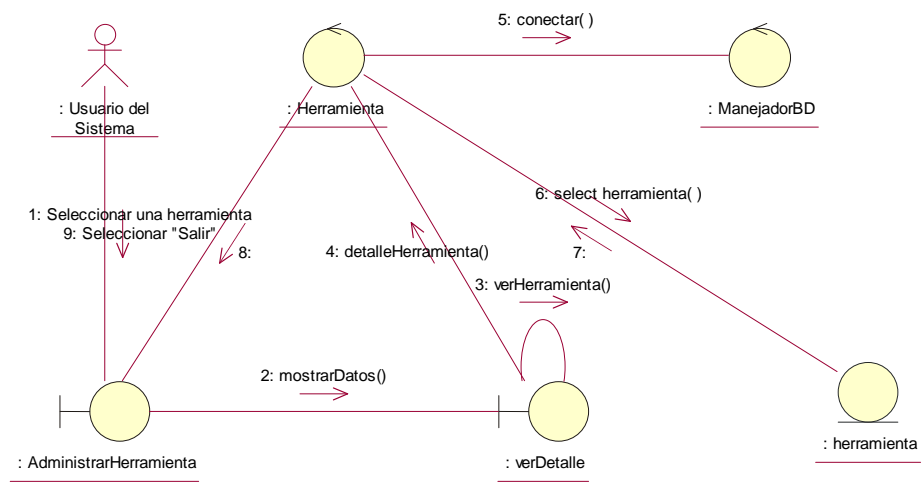 5: conectar( )
: Usuario del
Sistema
: Herramienta
: ManejadorBD
6: select herramienta( )
1: Seleccionar una herramienta
9: Seleccionar "Salir"
8:
4: detalleHerramienta()
7:
3: verHerramienta()
2: mostrarDatos()
: herramienta
: AdministrarHerramienta
: verDetalle